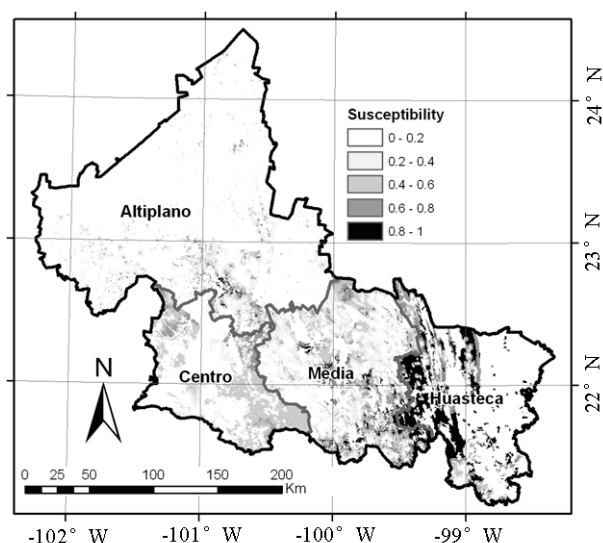 24° N
Susceptibility
0 - 0.2
0.2 - 0.4
0.4 - 0.6
0.6 - 0.8
0.8 - 1
Altiplano
23° N
N
Centro
Média
Huasteca
22° N
0 25 50 100 150 200
Km
-102° W -101° W -100° W -99° W